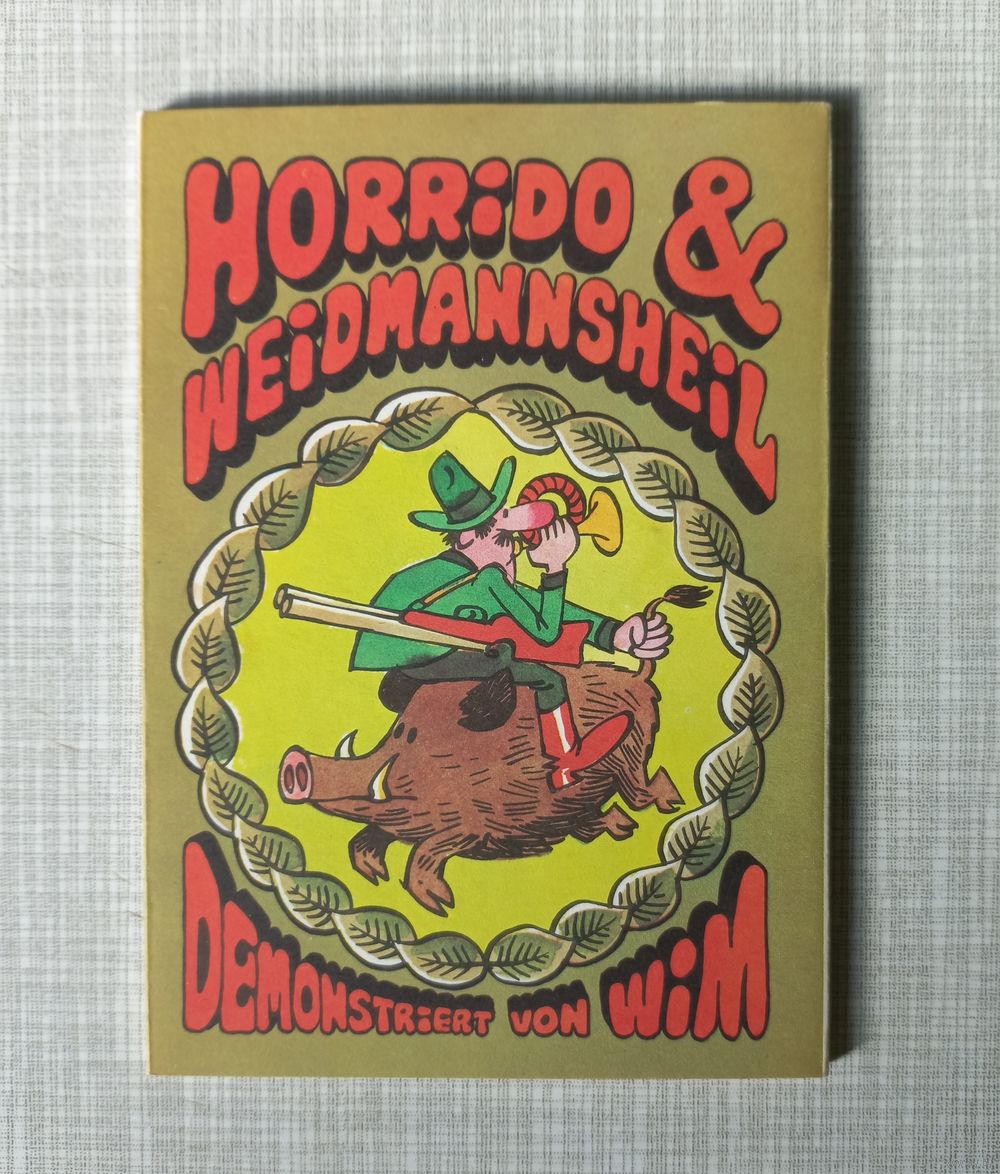 HORRiDO &
WEiDMANNSHEiL
DEMONSTRiERT VON WiM